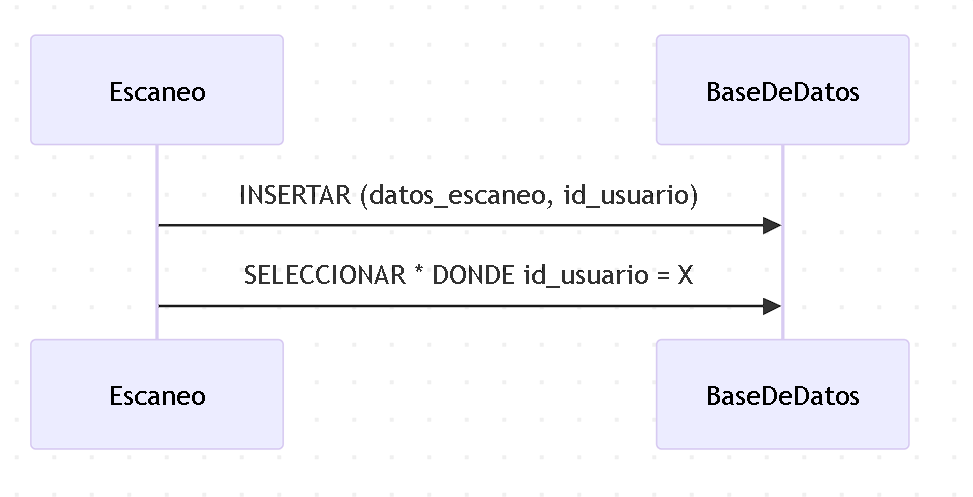 Escaneo
BaseDeDatos
INSERTAR (datos_escaneo, id_usuario)
SELECCIONAR * DONDE id_usuario = X
Escaneo
BaseDeDatos